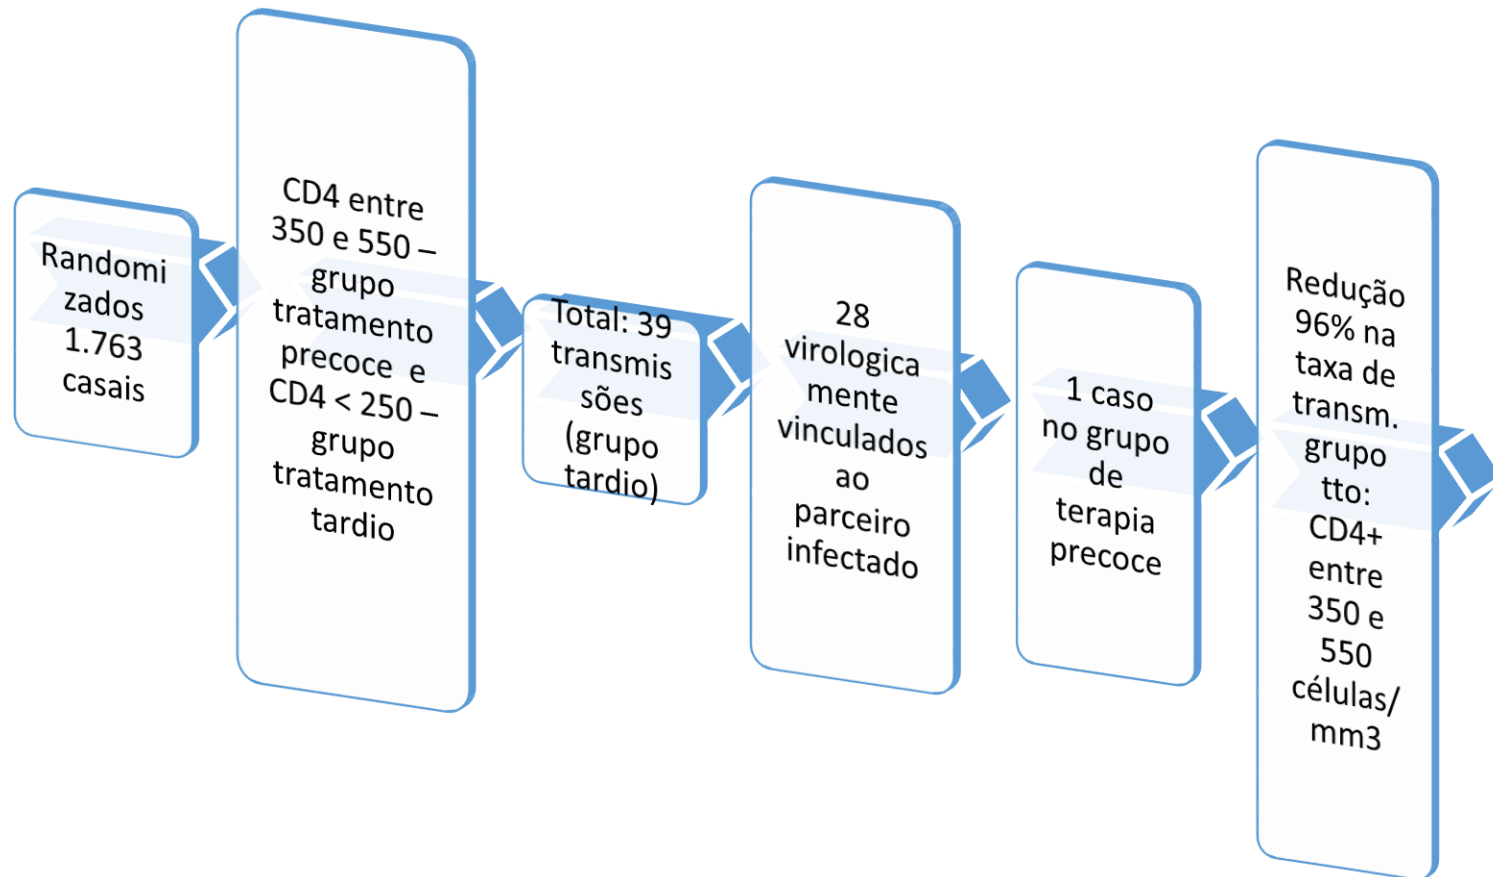 Randomi
zados
1.763
casais
CD4 entre
350 e 550 –
grupo
tratamento
precoce e
CD4 < 250 –
grupo
tratamento
tardio
Total: 39
transmis
sões
(grupo
tardio)
28
virologica
mente
vinculados
ao
parceiro
infectado
1 caso
no grupo
de
terapia
precoce
Redução
96% na
taxa de
transm.
grupo
tto:
CD4+
entre
350 e
550
células/
mm3